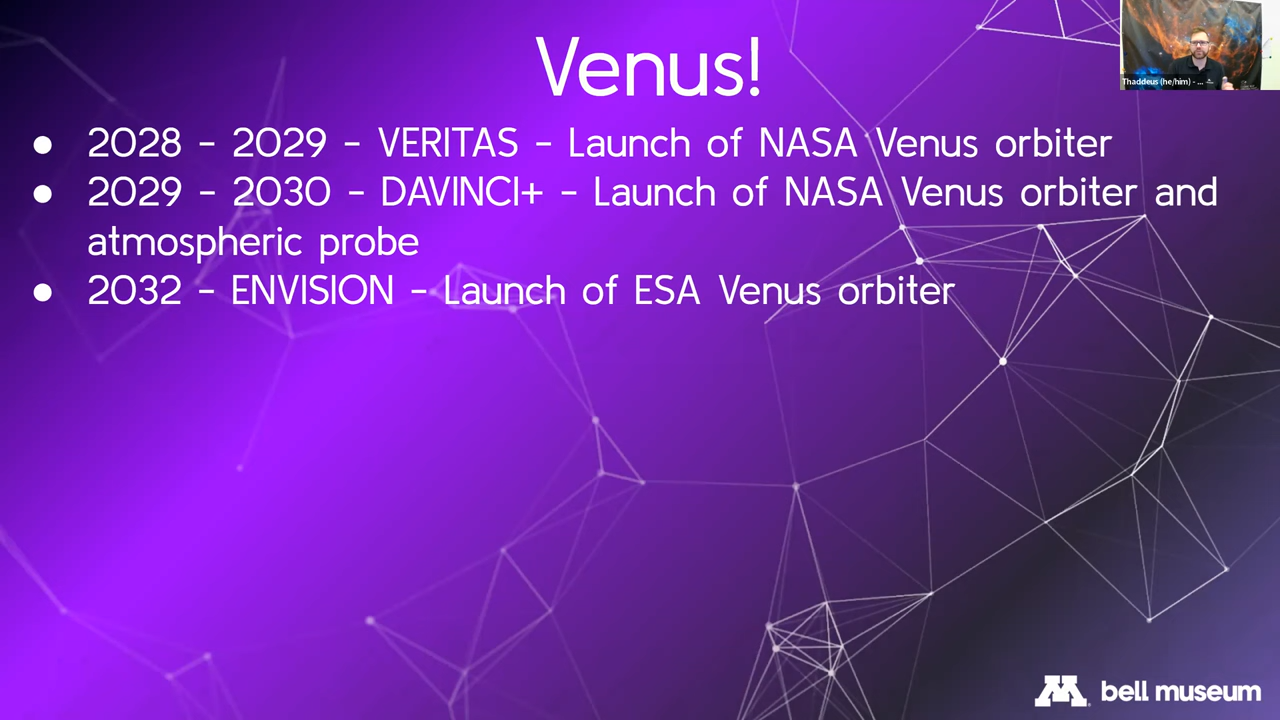 Venus!
Thaddeus (he/him) - ...
● 2028 - 2029 - VERITAS - Launch of NASA Venus orbiter
● 2029 - 2030 - DAVINCI+ - Launch of NASA Venus orbiter and
atmospheric probe
● 2032 - ENVISION - Launch of ESA Venus orbiter
M bell museum